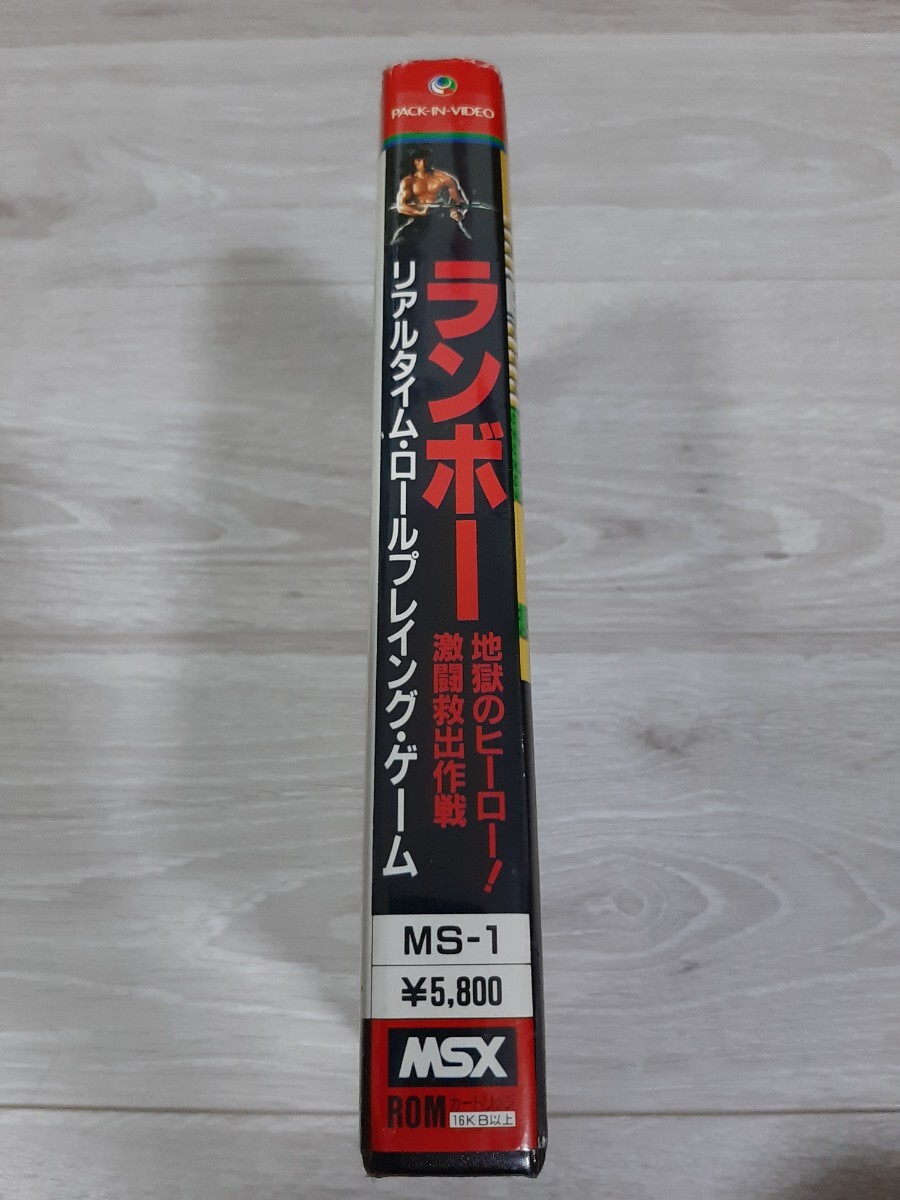 PACK-IN-VIDEO
ランボー
地獄のヒーロー!
激闘救出作戦
リアルタイム・ロールプレイング・ゲーム
MS-1
¥5,800
MSX
ROM カートリッジ
16KB以上